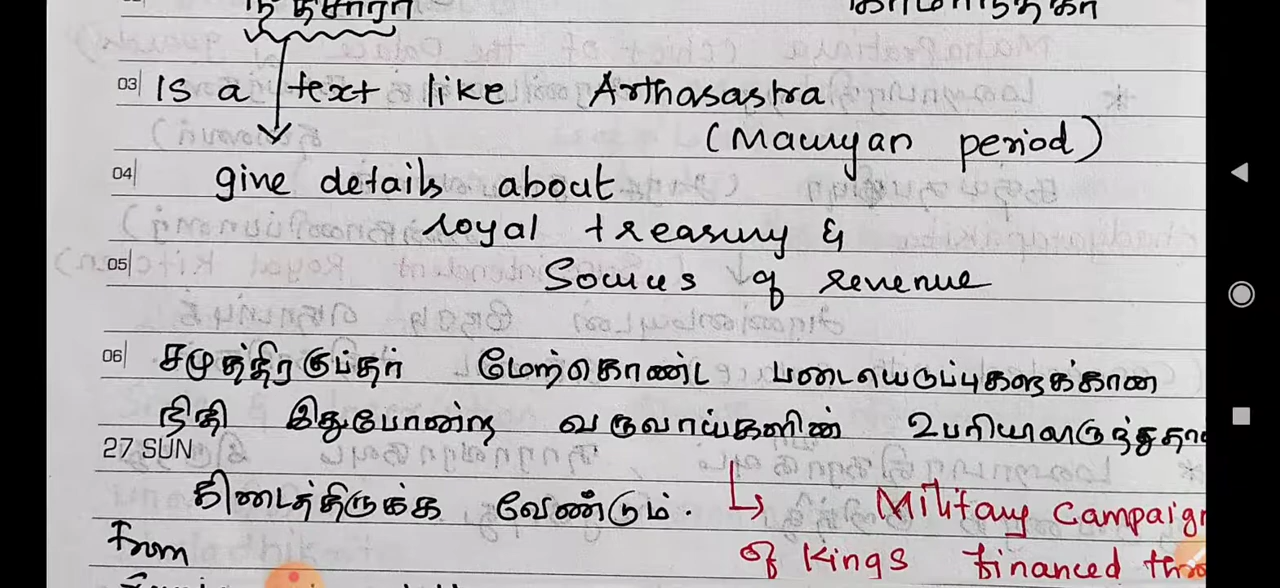 நீதிசாரா காமாந்தகா
03 Is a text like Arthasastra
(Mauryan period)
04 give details about
royal treasury &
05 Sources of revenue
06 சமுத்திரகுப்தர் மேற்கொண்ட படையெடுப்புகளுக்கான
நிதி இதுபோன்ற வருவாய்களின் உபரியிலிருந்துதா
27 SUN
கிடைத்திருக்க வேண்டும். Military Campaign
from of Kings financed thro